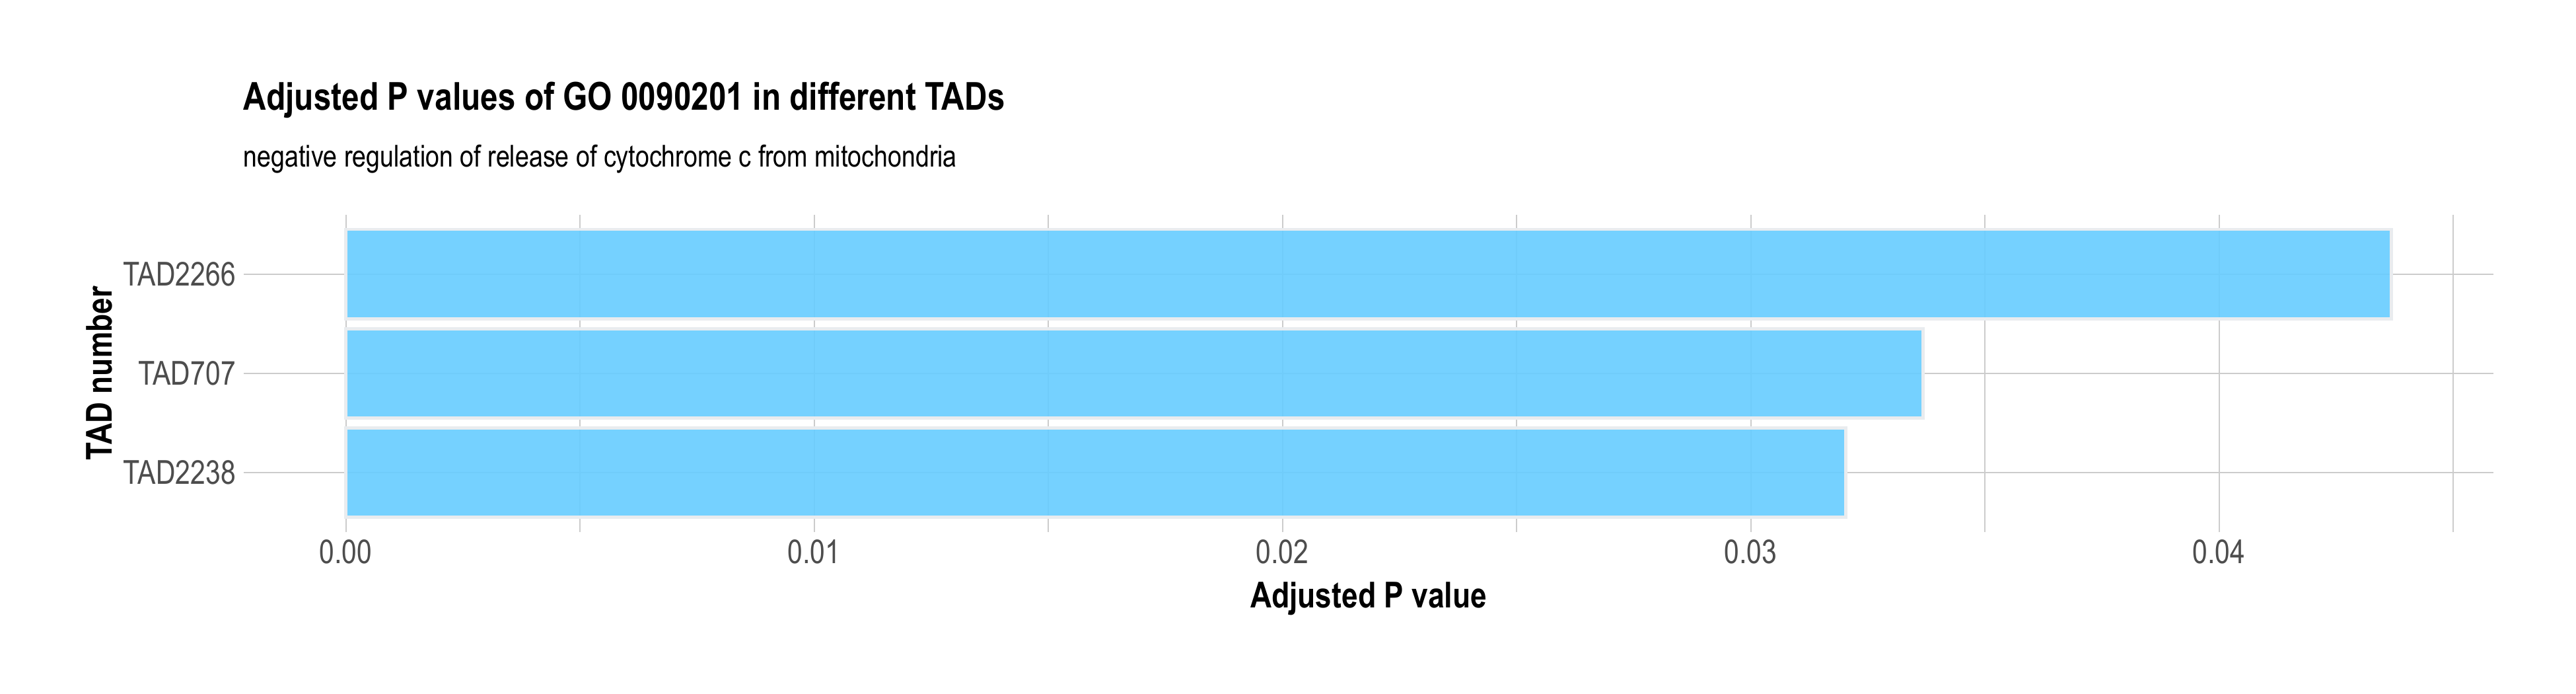 Adjusted P values of GO 0090201 in different TADs
negative regulation of release of cytochrome c from mitochondria
TAD number
TAD2266
TAD707
TAD2238
0.00 0.01 0.02 0.03 0.04
Adjusted P value